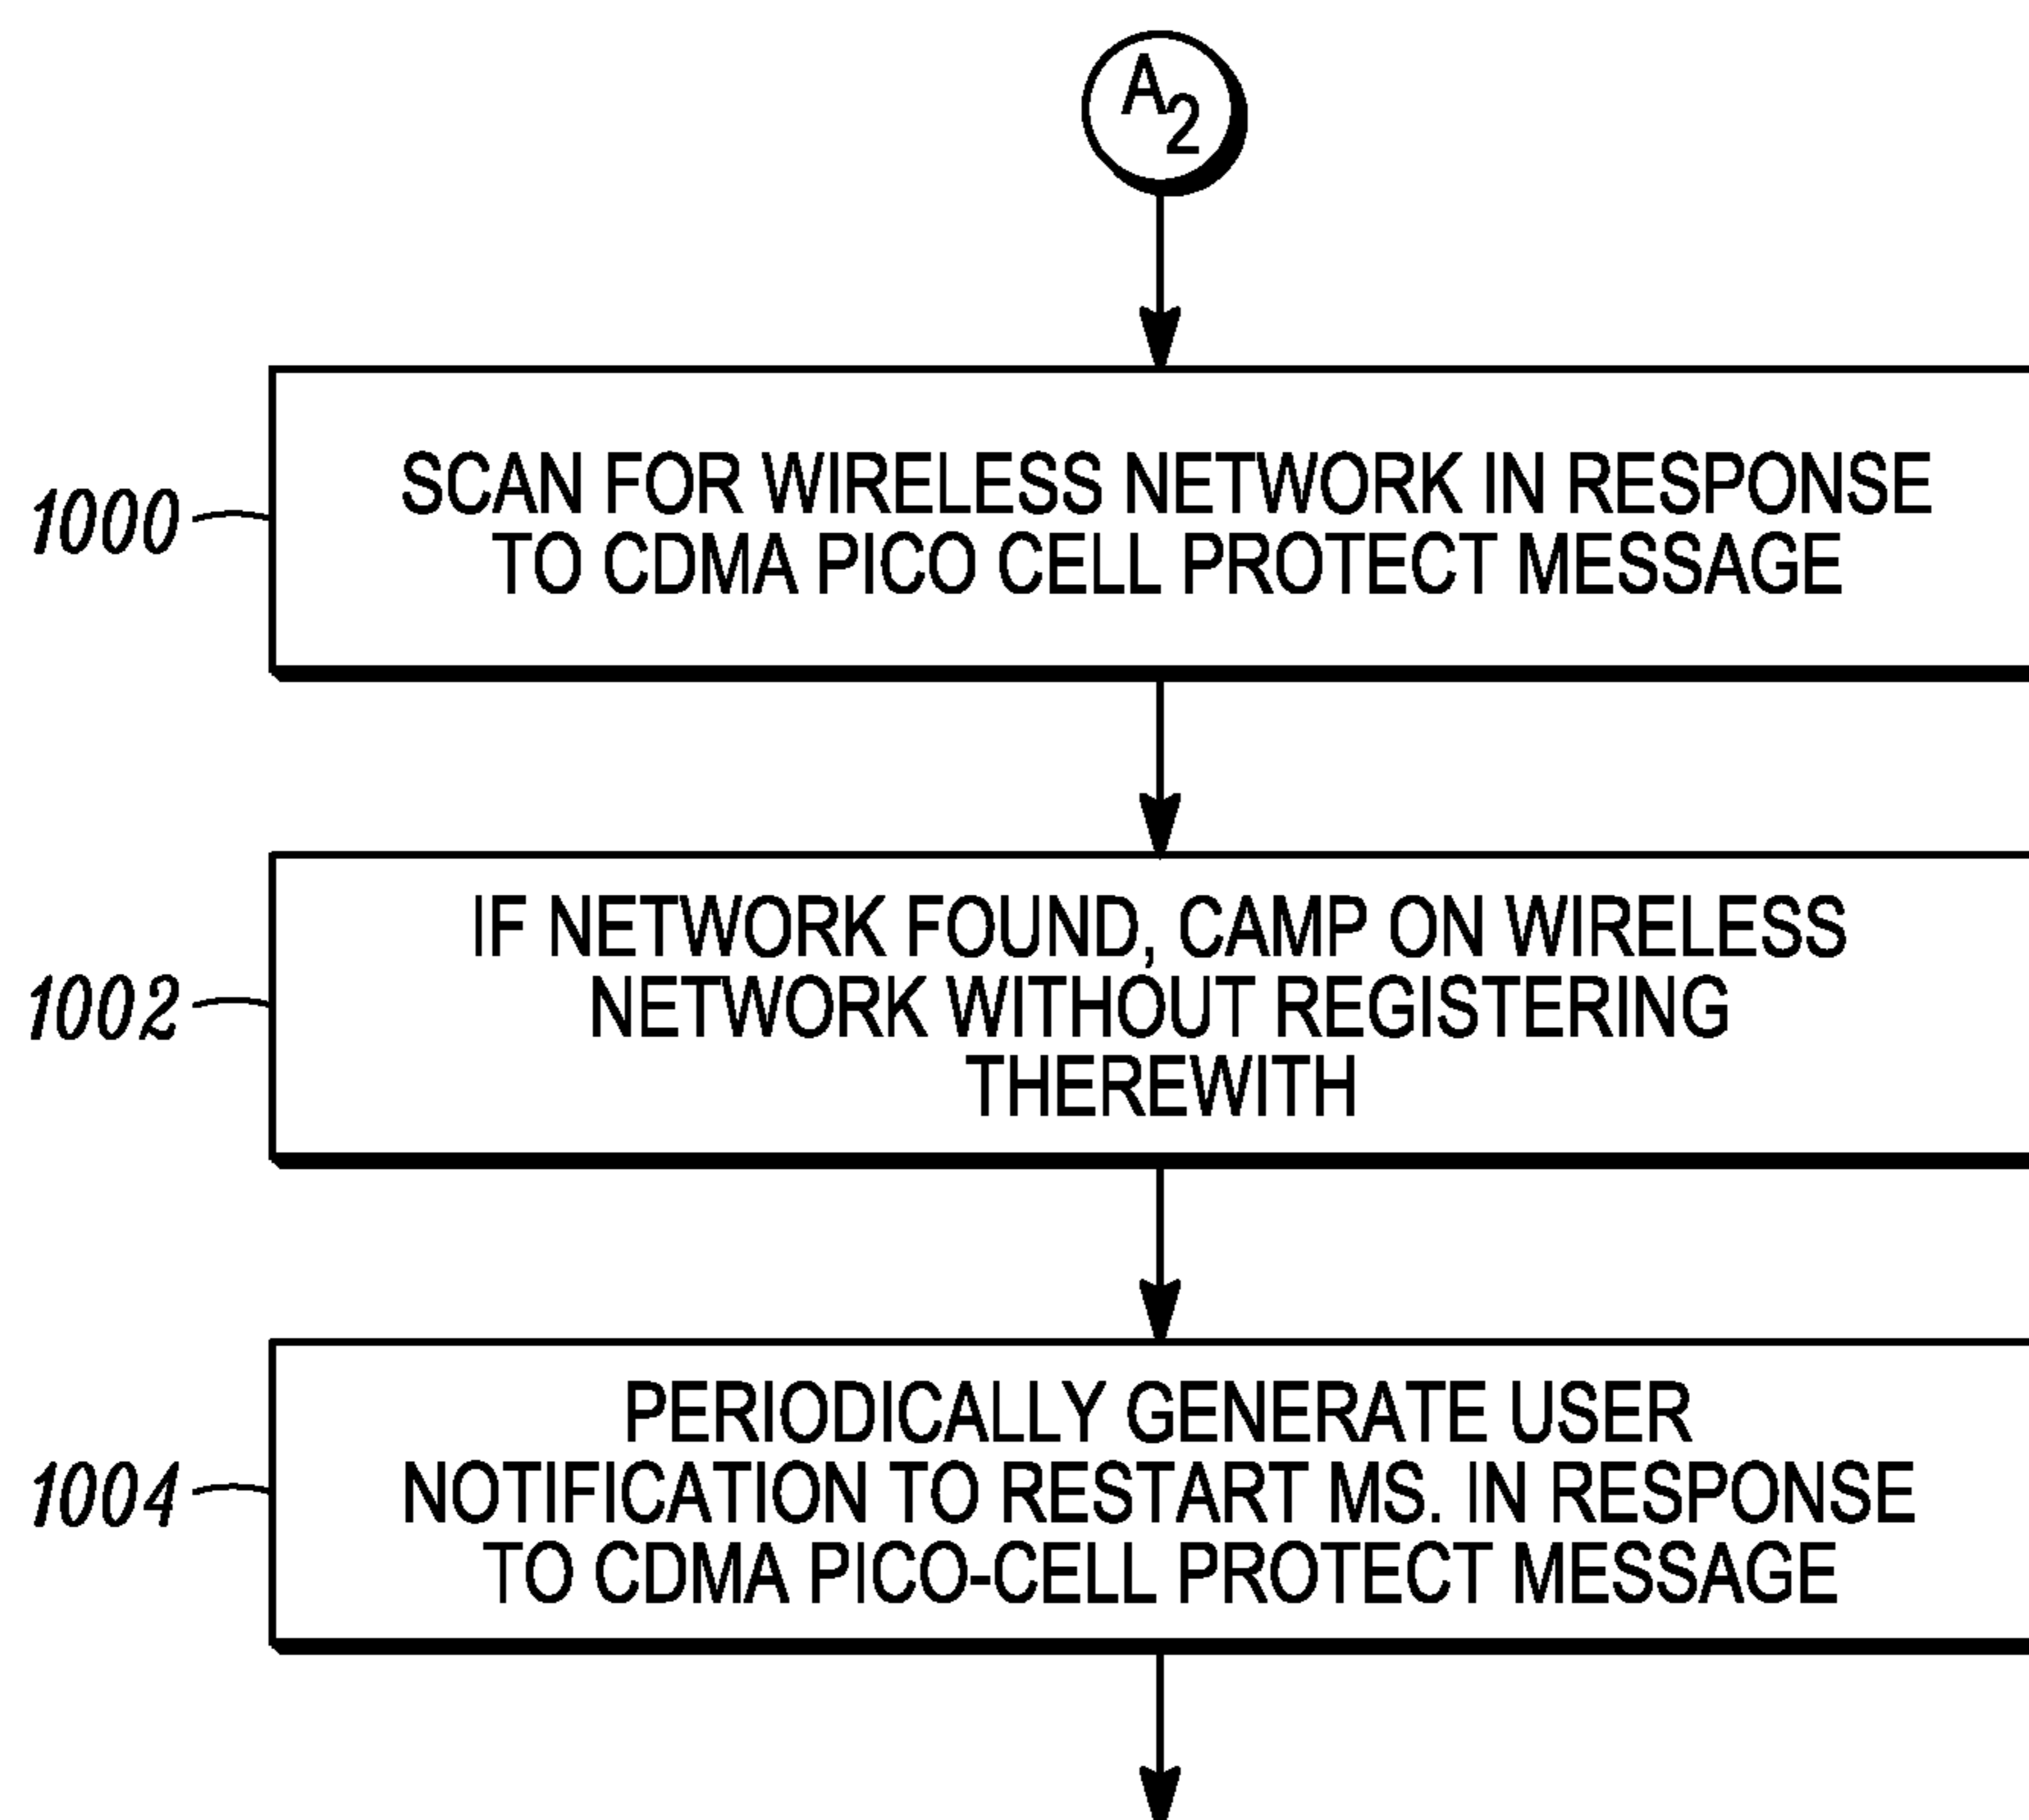 A2
1000
SCAN FOR WIRELESS NETWORK IN RESPONSE
TO CDMA PICO CELL PROTECT MESSAGE
1002
IF NETWORK FOUND, CAMP ON WIRELESS
NETWORK WITHOUT REGISTERING
THEREWITH
1004
PERIODICALLY GENERATE USER
NOTIFICATION TO RESTART MS. IN RESPONSE
TO CDMA PICO-CELL PROTECT MESSAGE